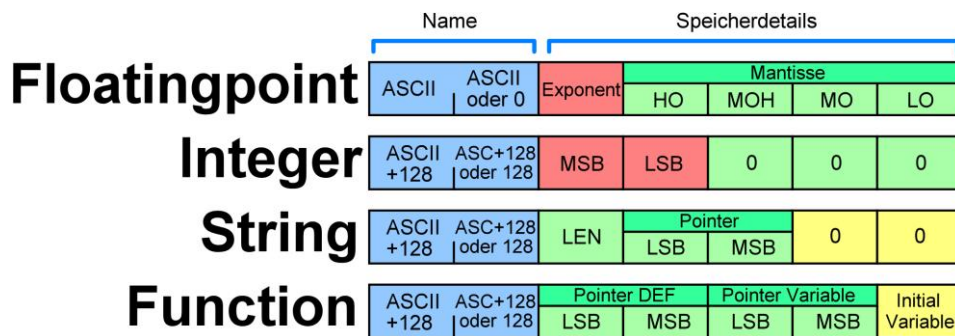 Name Speicherdetails
Floatingpoint ASCII ASCII oder 0 Exponent Mantisse
HO MOH MO LO
Integer ASCII +128 ASC+128 oder 128 MSB LSB 0 0 0
String ASCII +128 ASC+128 oder 128 LEN Pointer 0 0
LSB MSB
Function ASCII +128 ASC+128 oder 128 Pointer DEF Pointer Variable Initial Variable
LSB MSB LSB MSB